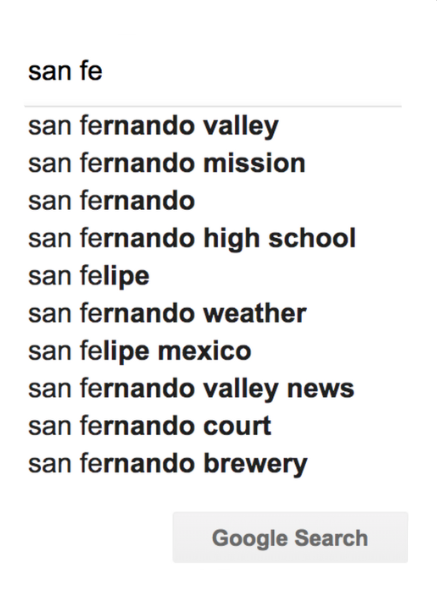 san fe
san fernando valley
san fernando mission
san fernando
san fernando high school
san felipe
san fernando weather
san felipe mexico
san fernando valley news
san fernando court
san fernando brewery
Google Search